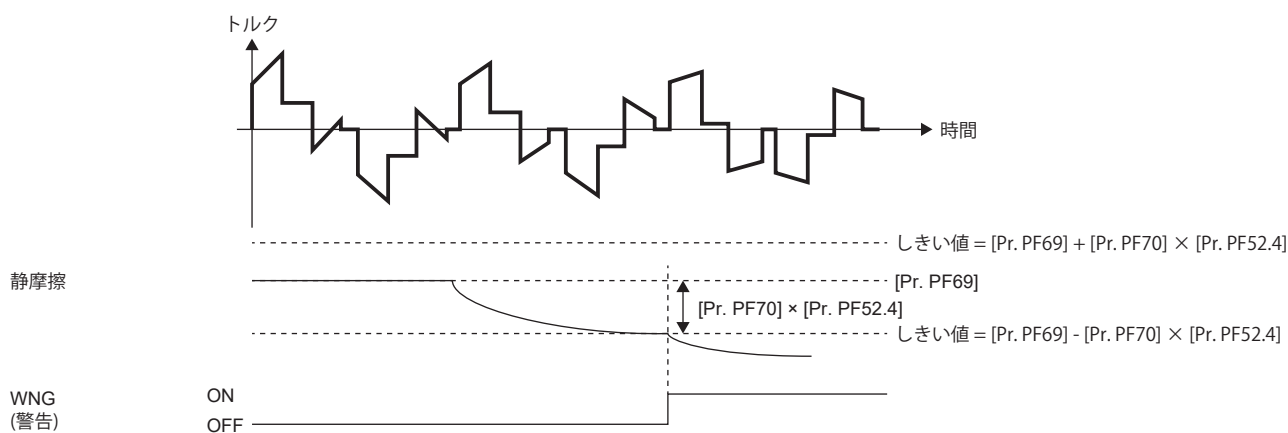 トルク
時間
しきい値 = [Pr. PF69] + [Pr. PF70] × [Pr. PF52.4]
静摩擦
[Pr. PF69]
[Pr. PF70] × [Pr. PF52.4]
しきい値 = [Pr. PF69] - [Pr. PF70] × [Pr. PF52.4]
WNG
(警告)
ON
OFF